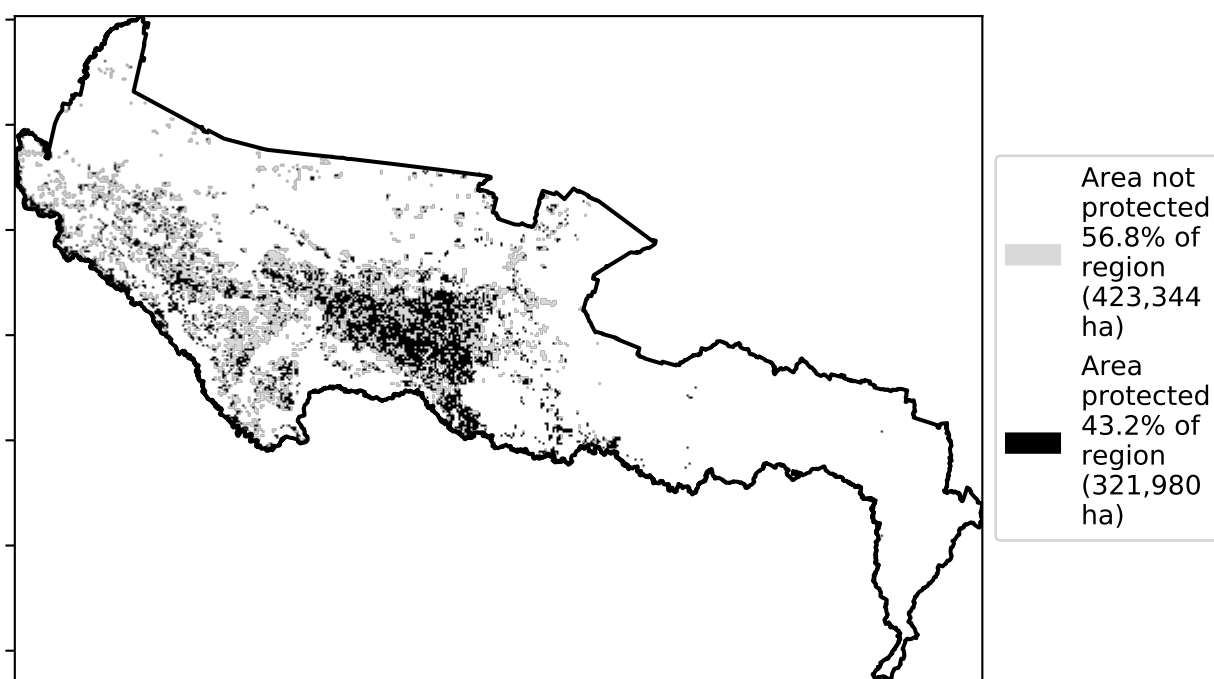 Area not
protected
56.8% of
region
(423,344
ha)
Area
protected
43.2% of
region
(321,980
ha)